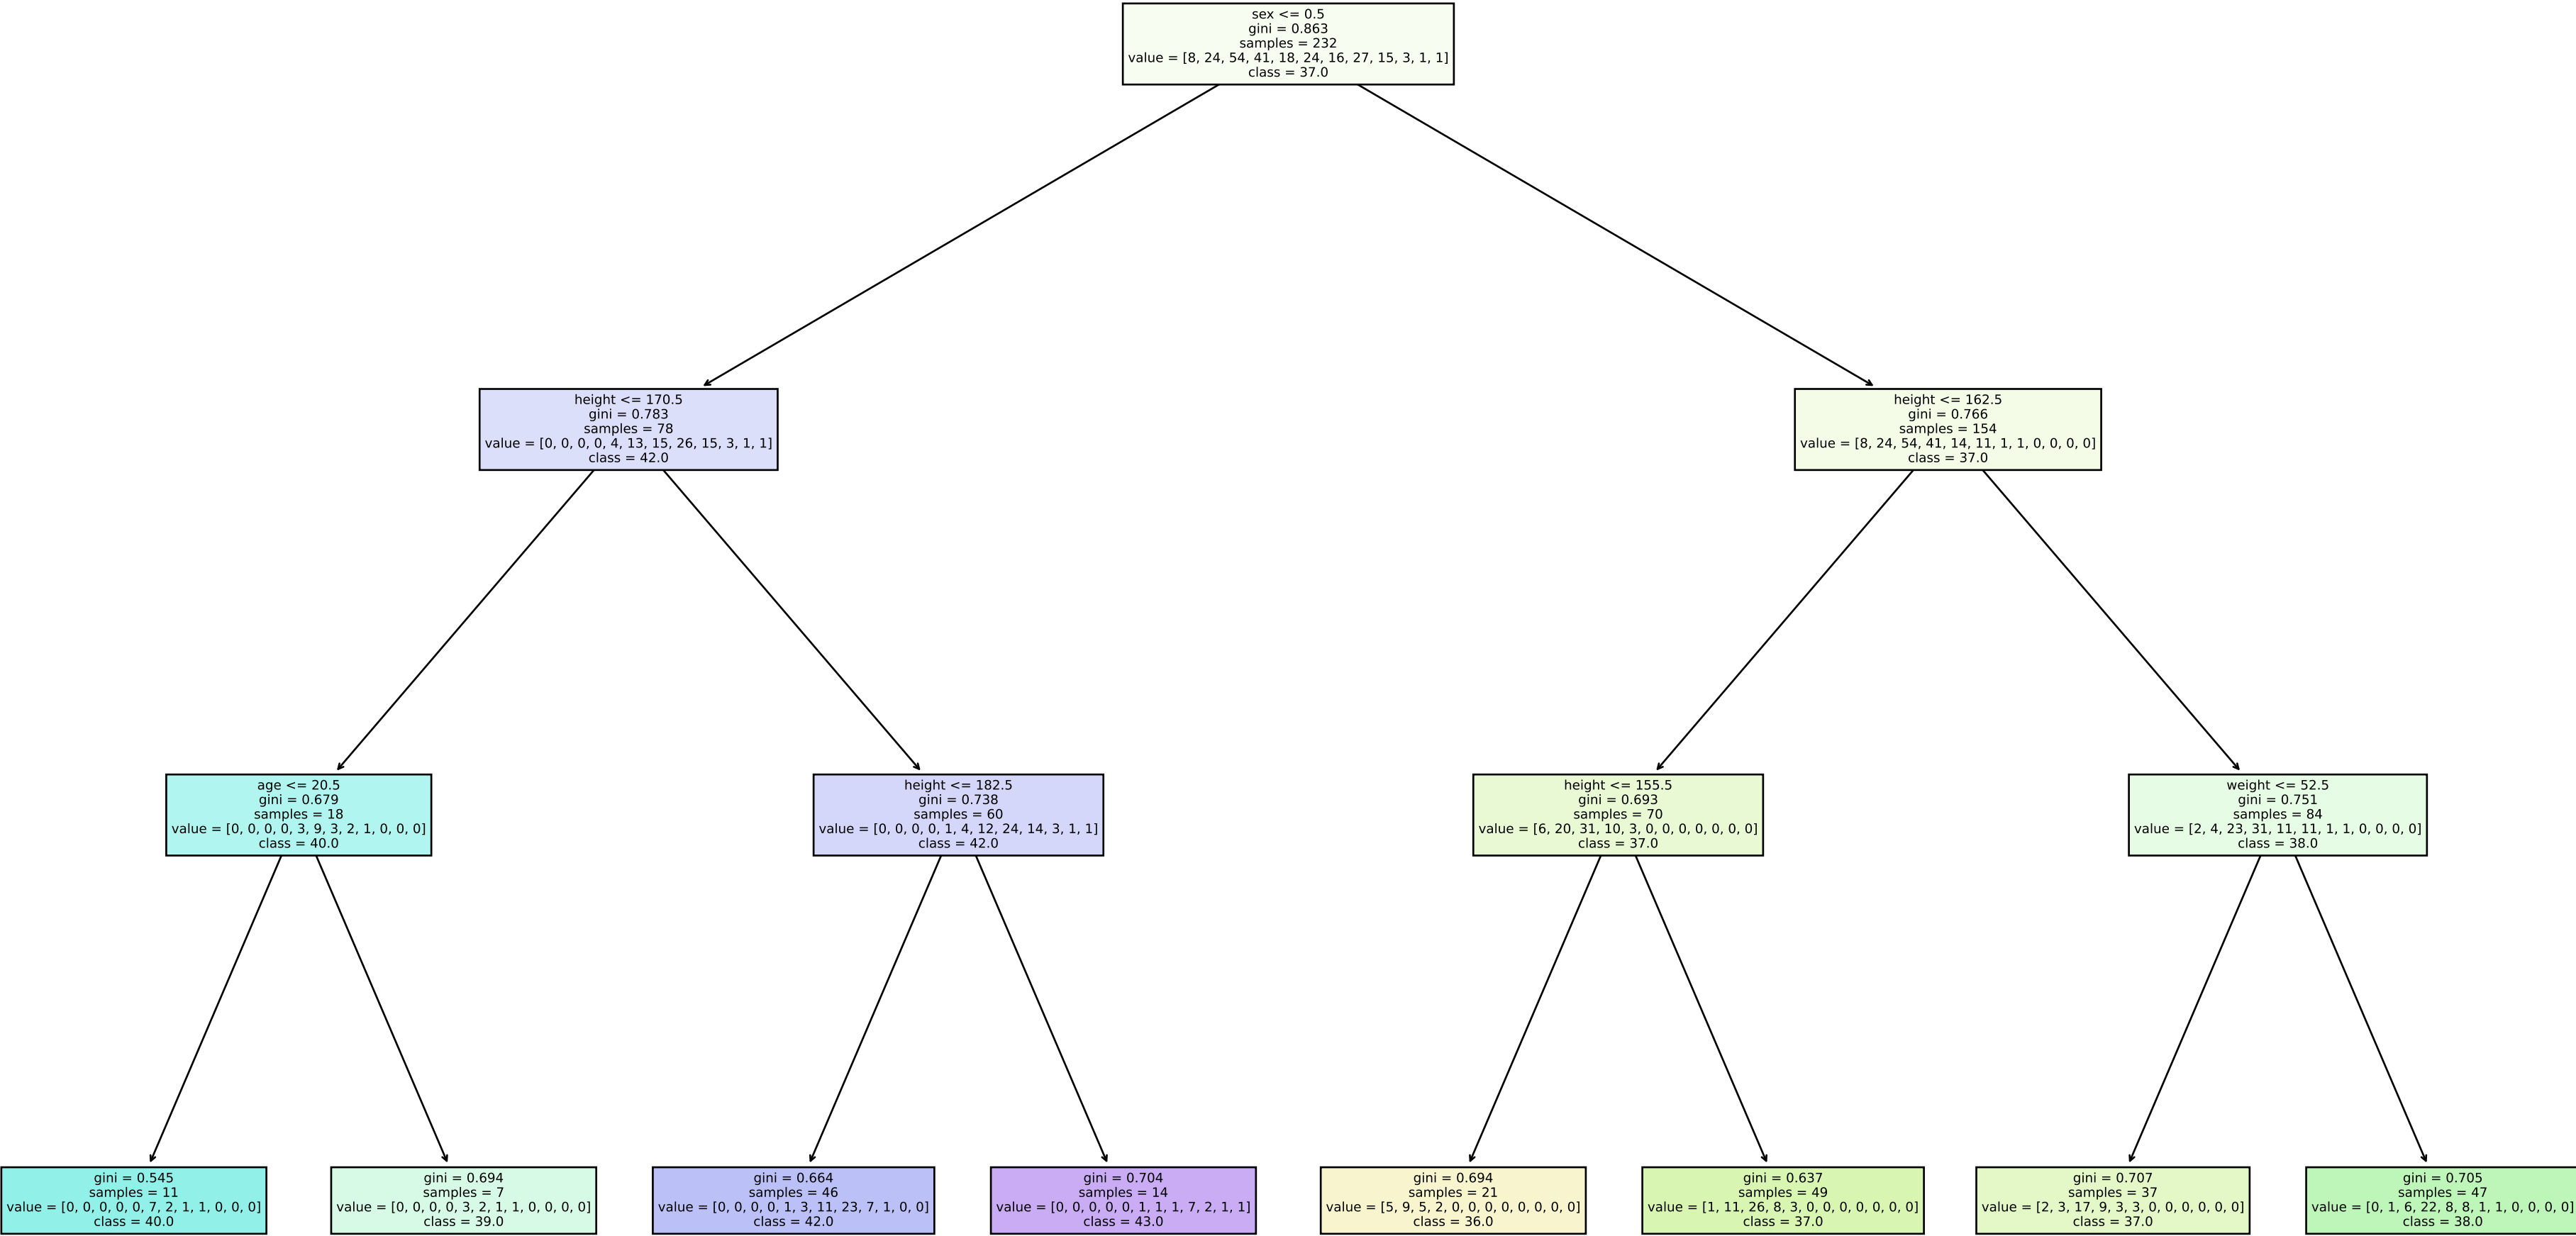 sex <= 0.5
gini = 0.863
samples = 232
value = [8, 24, 54, 41, 18, 24, 16, 27, 15, 3, 1, 1]
class = 37.0
height <= 170.5
gini = 0.783
samples = 78
value = [0, 0, 0, 0, 4, 13, 15, 26, 15, 3, 1, 1]
class = 42.0
height <= 162.5
gini = 0.766
samples = 154
value = [8, 24, 54, 41, 14, 11, 1, 1, 0, 0, 0, 0]
class = 37.0
age <= 20.5
gini = 0.679
samples = 18
value = [0, 0, 0, 0, 3, 9, 3, 2, 1, 0, 0, 0]
class = 40.0
height <= 182.5
gini = 0.738
samples = 60
value = [0, 0, 0, 0, 1, 4, 12, 24, 14, 3, 1, 1]
class = 42.0
height <= 155.5
gini = 0.693
samples = 70
value = [6, 20, 31, 10, 3, 0, 0, 0, 0, 0, 0, 0]
class = 37.0
weight <= 52.5
gini = 0.751
samples = 84
value = [2, 4, 23, 31, 11, 11, 1, 1, 0, 0, 0, 0]
class = 38.0
gini = 0.545
samples = 11
value = [0, 0, 0, 0, 0, 7, 2, 1, 1, 0, 0, 0]
class = 40.0
gini = 0.694
samples = 7
value = [0, 0, 0, 0, 3, 2, 1, 1, 0, 0, 0, 0]
class = 39.0
gini = 0.664
samples = 46
value = [0, 0, 0, 0, 1, 3, 11, 23, 7, 1, 0, 0]
class = 42.0
gini = 0.704
samples = 14
value = [0, 0, 0, 0, 0, 1, 1, 1, 7, 2, 1, 1]
class = 43.0
gini = 0.694
samples = 21
value = [5, 9, 5, 2, 0, 0, 0, 0, 0, 0, 0, 0]
class = 36.0
gini = 0.637
samples = 49
value = [1, 11, 26, 8, 3, 0, 0, 0, 0, 0, 0, 0]
class = 37.0
gini = 0.707
samples = 37
value = [2, 3, 17, 9, 3, 3, 0, 0, 0, 0, 0, 0]
class = 37.0
gini = 0.705
samples = 47
value = [0, 1, 6, 22, 8, 8, 1, 1, 0, 0, 0, 0]
class = 38.0